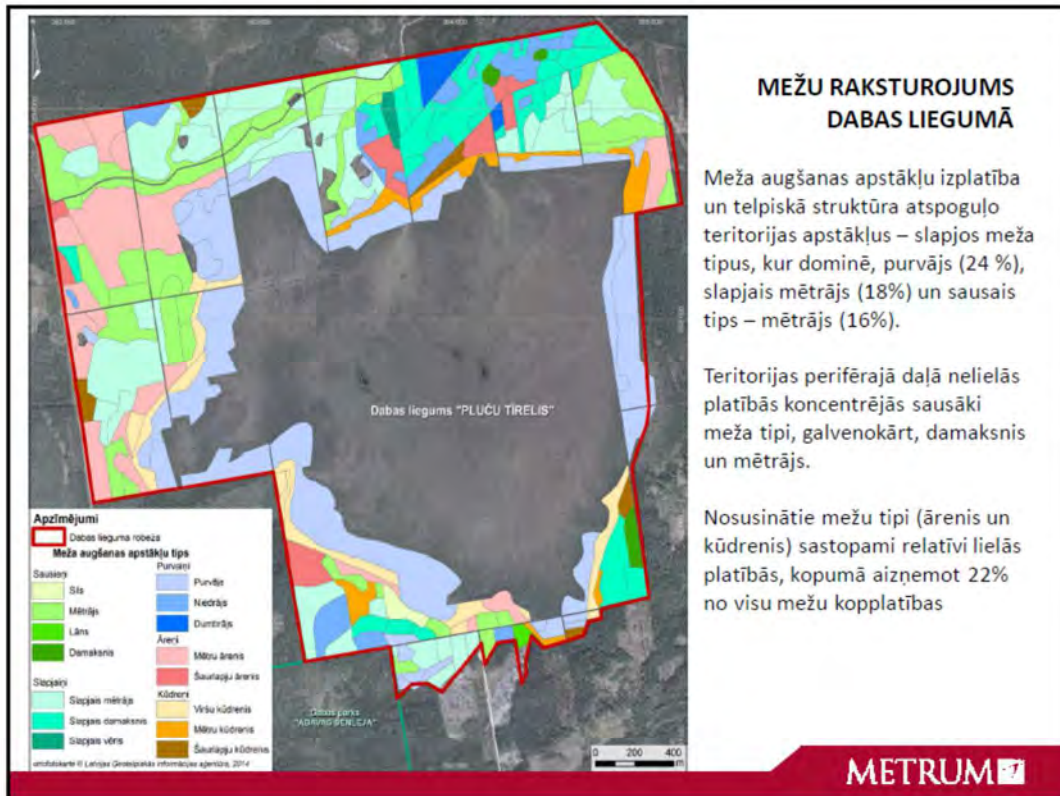 MEŽU RAKSTUROJUMS
DABAS LIEGUMĀ
Meža augšanas apstākļu izplatība
un telpiskā struktūra atspoguļo
teritorijas apstākļus – slapjos meža
tipus, kur dominē, purvājs (24 %),
slapjais mētrājs (18%) un sausais
tips – mētrājs (16%).
Teritorijas perifērajā daļā nelielās
platībās koncentrējās sausāki
meža tipi, galvenokārt, damaksnis
un mētrājs.
Nosusinātie mežu tipi (ārenis un
kūdrenis) sastopami relatīvi lielās
platībās, kopumā aizņemot 22%
no visu mežu kopplatības
Dabas liegums "PLUČU TĪRELIS"
Apzīmējumi
Dabas lieguma robeža
Meža augšanas apstākļu tips
Sausieņi
Sils
Mētrājs
Lāns
Damaksnis
Slapjaiņi
Slapjais mētrājs
Slapjais damaksnis
Slapjais vēris
Purvaiņi
Purvājs
Niedrājs
Dumbrājs
Āreņi
Mētru ārenis
Šaurlapju ārenis
Kūdreņi
Viršu kūdrenis
Mētru kūdrenis
Šaurlapju kūdrenis
Dabas parks
0 200 400
m
METRUM